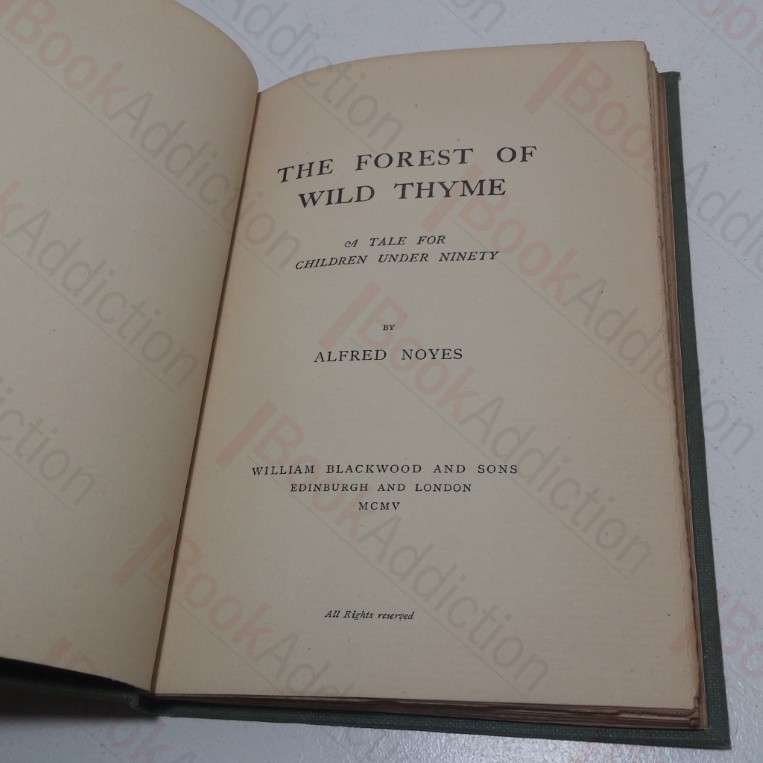 THE FOREST OF
WILD THYME
A TALE FOR
CHILDREN UNDER NINETY
BY
ALFRED NOYES
WILLIAM BLACKWOOD AND SONS
EDINBURGH AND LONDON
MCMV
All Rights reserved
BookAddiction